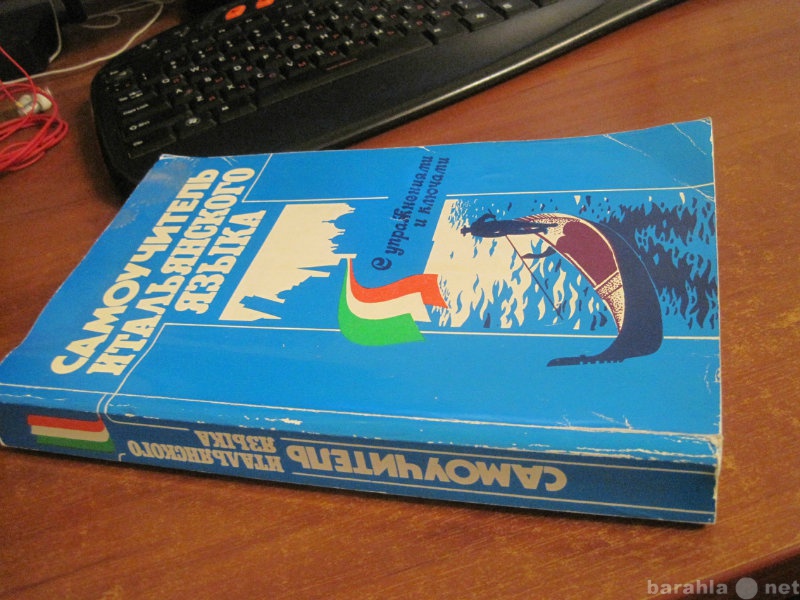 САМОУЧИТЕЛЬ
ИТАЛЬЯНСКОГО
ЯЗЫКА
С упражнениями
и ключами
САМОУЧИТЕЛЬ
ИТАЛЬЯНСКОГО
ЯЗЫКА
barahla net